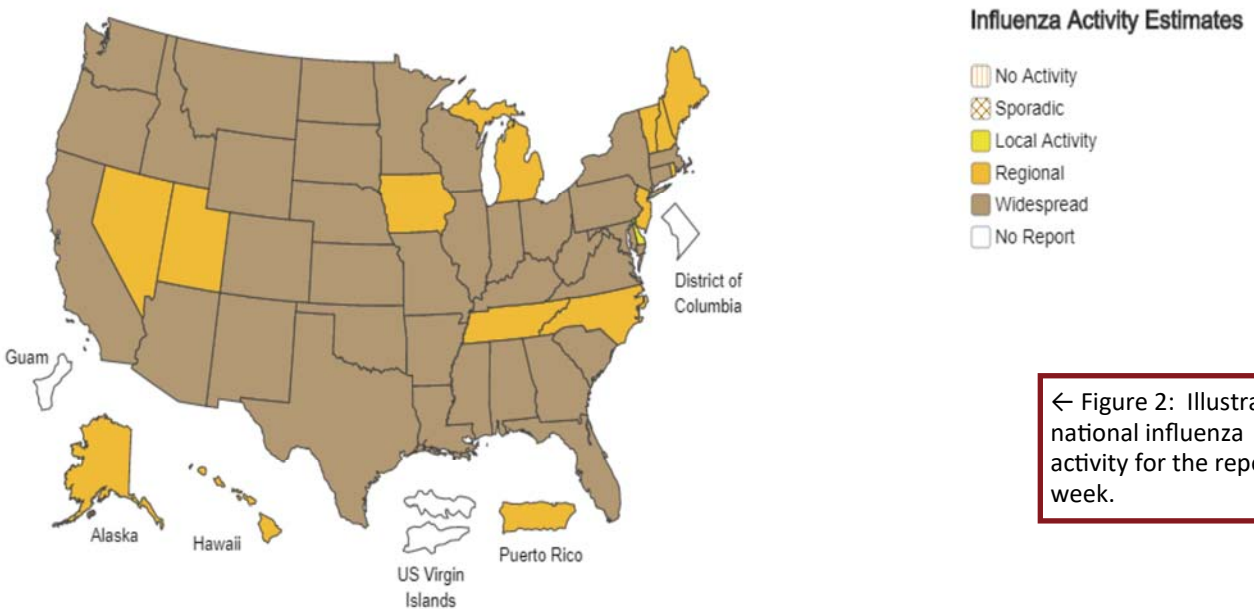 Influenza Activity Estimates
No Activity
Sporadic
Local Activity
Regional
Widespread
No Report
District of
Columbia
Guam
Alaska
Hawaii
US Virgin
Islands
Puerto Rico
← Figure 2: Illustra
national influenza
activity for the repo
week.